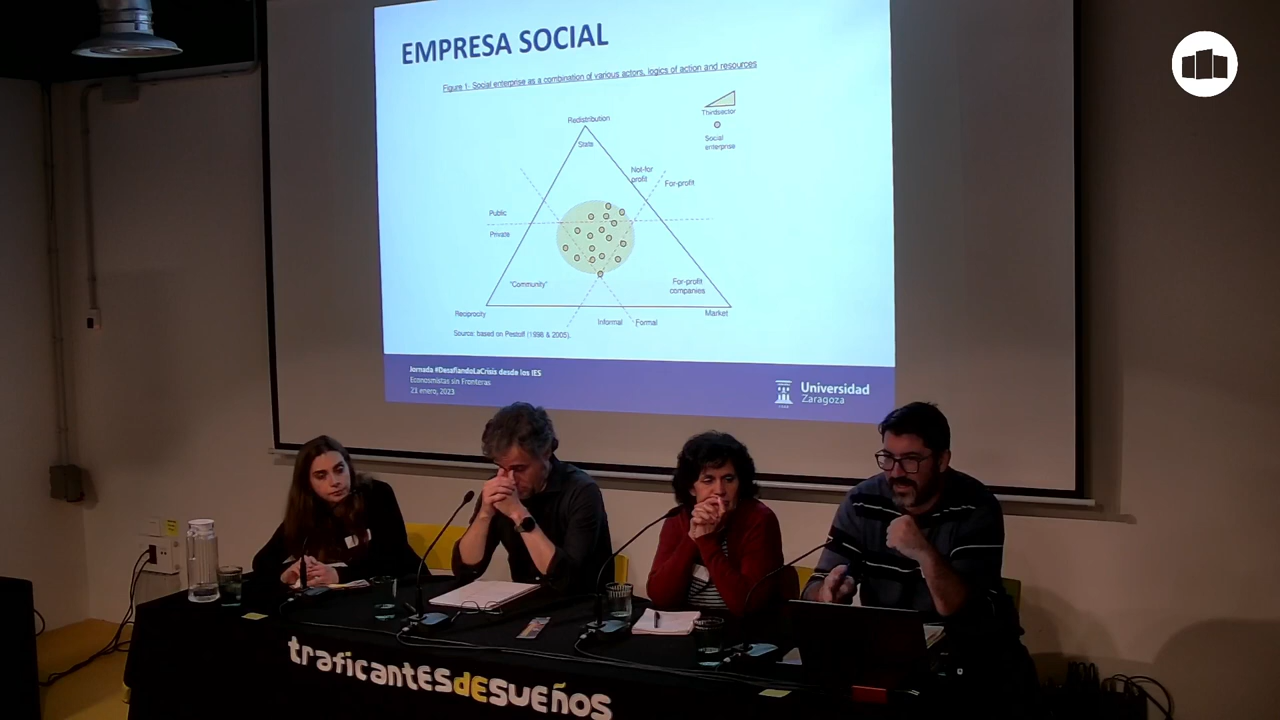 EMPRESA SOCIAL
Figure 1- Social enterprise as a combination of various actors, logics of action and resources
Thirdsector
Social
enterprise
Redistribution
State
Not-for
profit
For-profit
Public
Private
"Community"
For-profit
companies
Reciprocity
Market
Informal
Formal
Source: based on Pestoff (1998 & 2005).
Jornada #DesafiandoLaCrisis desde los IES
Economistas sin Fronteras
21 enero, 2023
Universidad
Zaragoza
traficantesdesueños